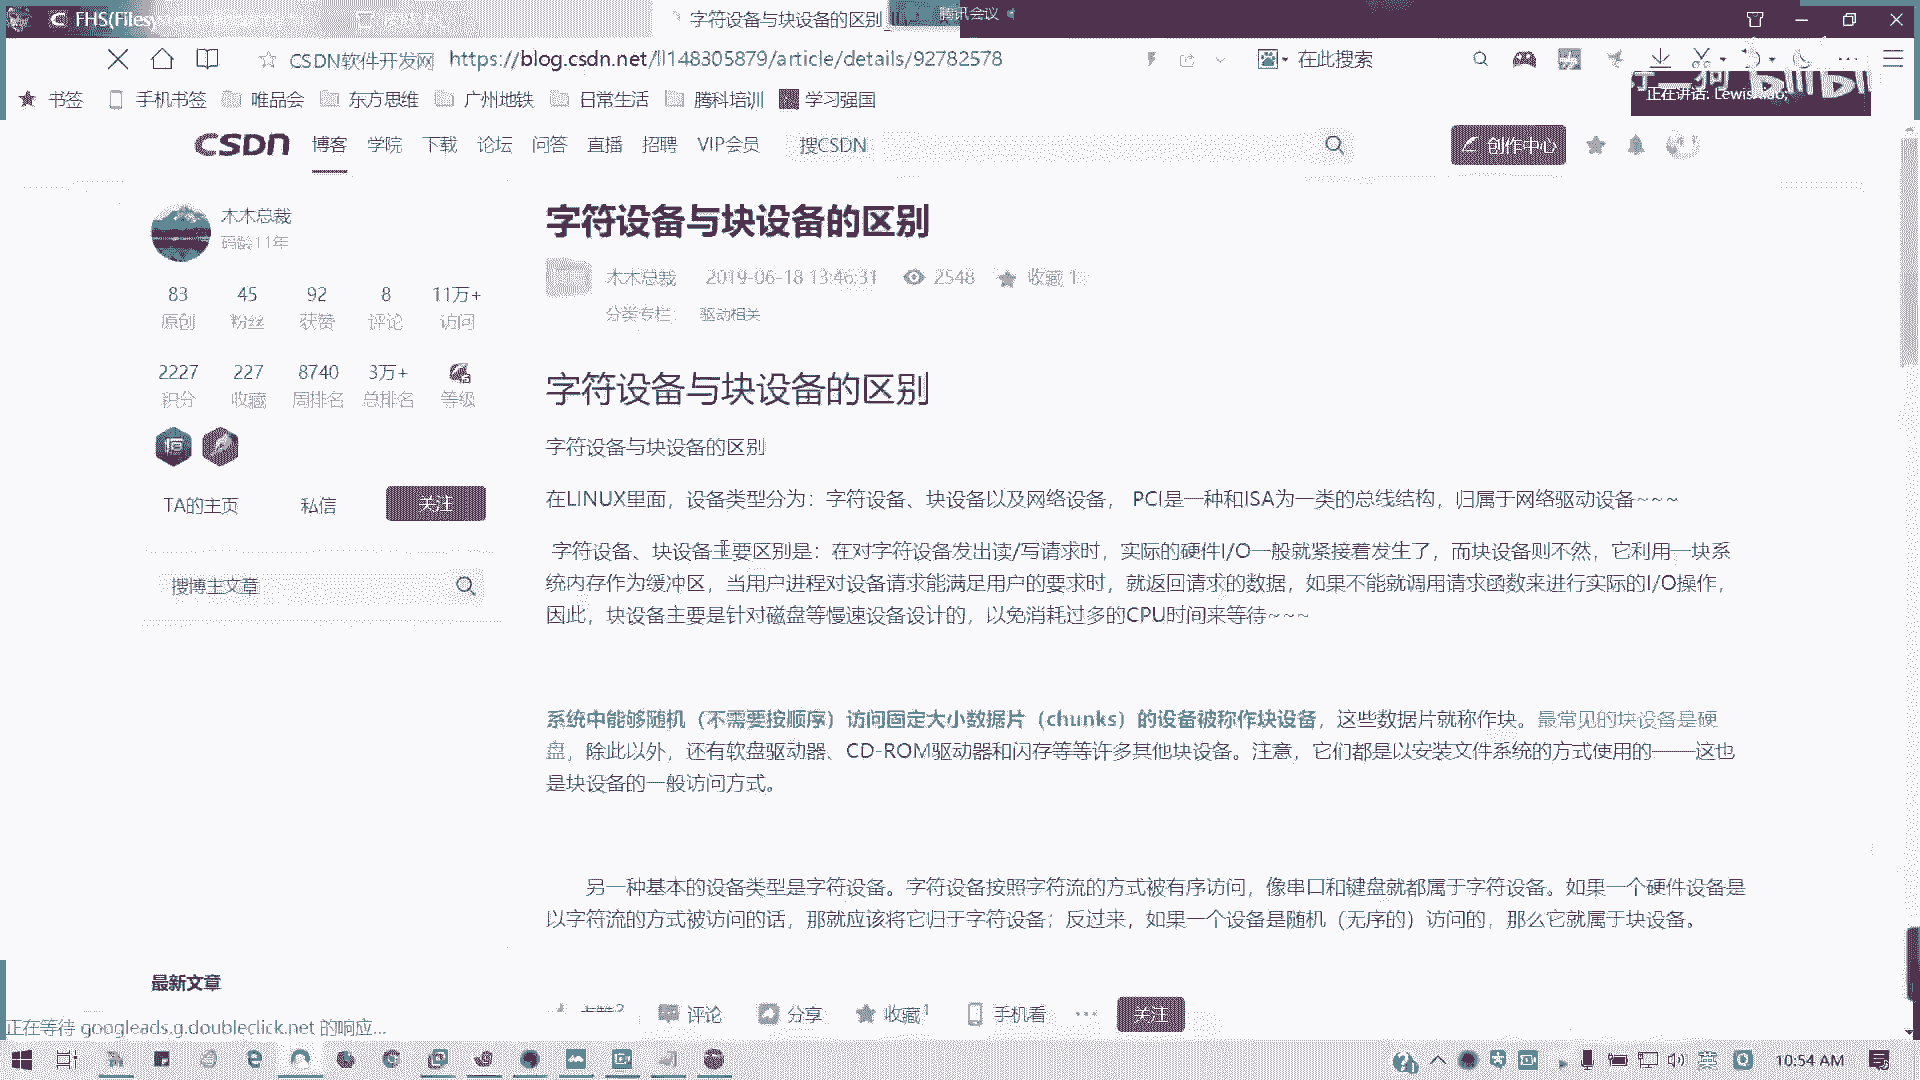 FHS(Filesys
字符设备与块设备的区别
腾讯会议
CSDN软件开发网 https://blog.csdn.net/ll148305879/article/details/92782578
在此搜索
书签 手机书签 唯品会 东方思维 广州地铁 日常生活 腾科培训 学习强国
正在讲话: Lewis
bilibili
CSDN 博客 学院 下载 论坛 问答 直播 招聘 VIP会员 搜CSDN 创作中心
木木总裁
码龄11年
83 45 92 8 11万+
原创 粉丝 获赞 评论 访问
2227 227 8740 3万+
积分 收藏 周排名 总排名 等级
TA的主页 私信 关注
搜博主文章
最新文章
字符设备与块设备的区别
木木总裁 2019-06-18 13:46:31 2548 收藏 1
分类专栏: 驱动相关
字符设备与块设备的区别
字符设备与块设备的区别
在LINUX里面，设备类型分为：字符设备、块设备以及网络设备， PCI是一种和ISA为一类的总线结构，归属于网络驱动设备~~~
字符设备、块设备主要区别是：在对字符设备发出读/写请求时，实际的硬件I/O一般就紧接着发生了，而块设备则不然，它利用一块系
统内存作为缓冲区，当用户进程对设备请求能满足用户的要求时，就返回请求的数据，如果不能就调用请求函数来进行实际的I/O操作，
因此，块设备主要是针对磁盘等慢速设备设计的，以免消耗过多的CPU时间来等待~~~
系统中能够随机（不需要按顺序）访问固定大小数据片（chunks）的设备被称作块设备，这些数据片就称作块。最常见的块设备是硬
盘，除此以外，还有软盘驱动器、CD-ROM驱动器和闪存等等许多其他块设备。注意，它们都是以安装文件系统的方式使用的——这也
是块设备的一般访问方式。
另一种基本的设备类型是字符设备。字符设备按照字符流的方式被有序访问，像串口和键盘就都属于字符设备。如果一个硬件设备是
以字符流的方式被访问的话，那就应该将它归于字符设备；反过来，如果一个设备是随机（无序的）访问的，那么它就属于块设备。
点赞2 评论 分享 收藏1 手机看 关注
正在等待 googleads.g.doubleclick.net 的响应...
英 10:54 AM